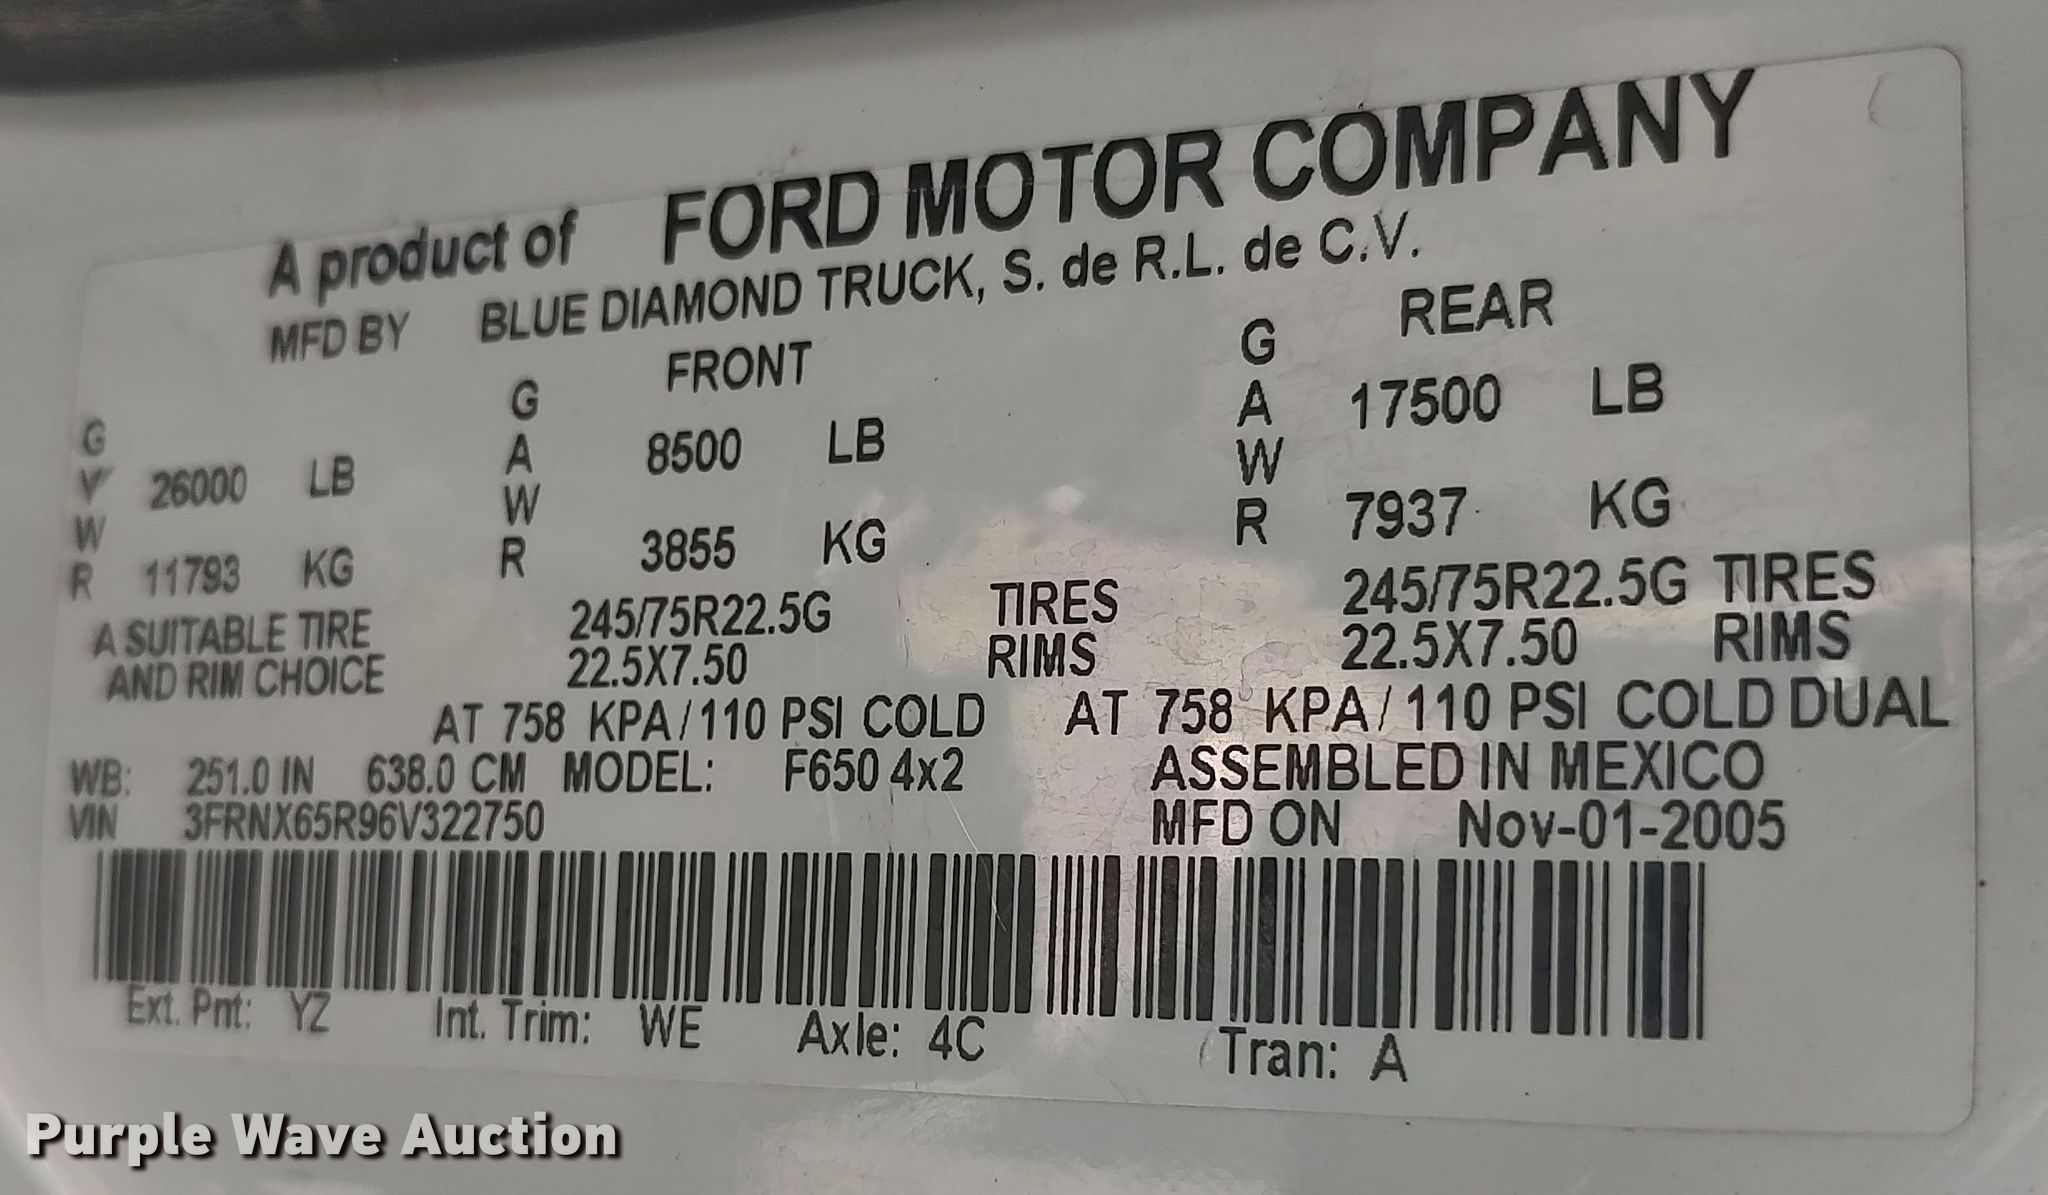 A product of FORD MOTOR COMPANY
MFD BY BLUE DIAMOND TRUCK, S. de R.L. de C.V.
FRONT REAR
GVWR 26000 LB GAWR 8500 LB GAWR 17500 LB
11793 KG 3855 KG 7937 KG
A SUITABLE TIRE 245/75R22.5G TIRES 245/75R22.5G TIRES
AND RIM CHOICE 22.5X7.50 RIMS 22.5X7.50 RIMS
AT 758 KPA/110 PSI COLD AT 758 KPA/110 PSI COLD DUAL
WB: 251.0 IN 638.0 CM MODEL: F650 4x2 ASSEMBLED IN MEXICO
VIN 3FRNX65R96V322750 MFD ON Nov-01-2005
Ext. Pnt: YZ Int. Trim: WE Axle: 4C Tran: A
Purple Wave Auction